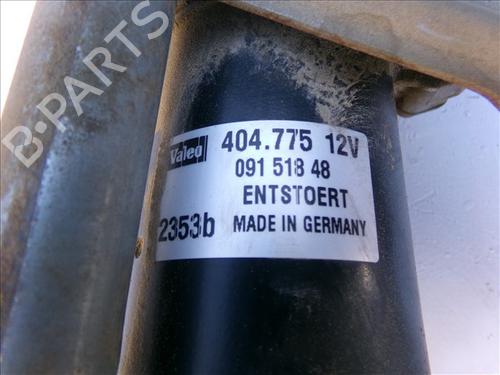 B-PARTS
Valeo 404.775 12V
091 518 48
ENTSTOERT
2353b MADE IN GERMANY